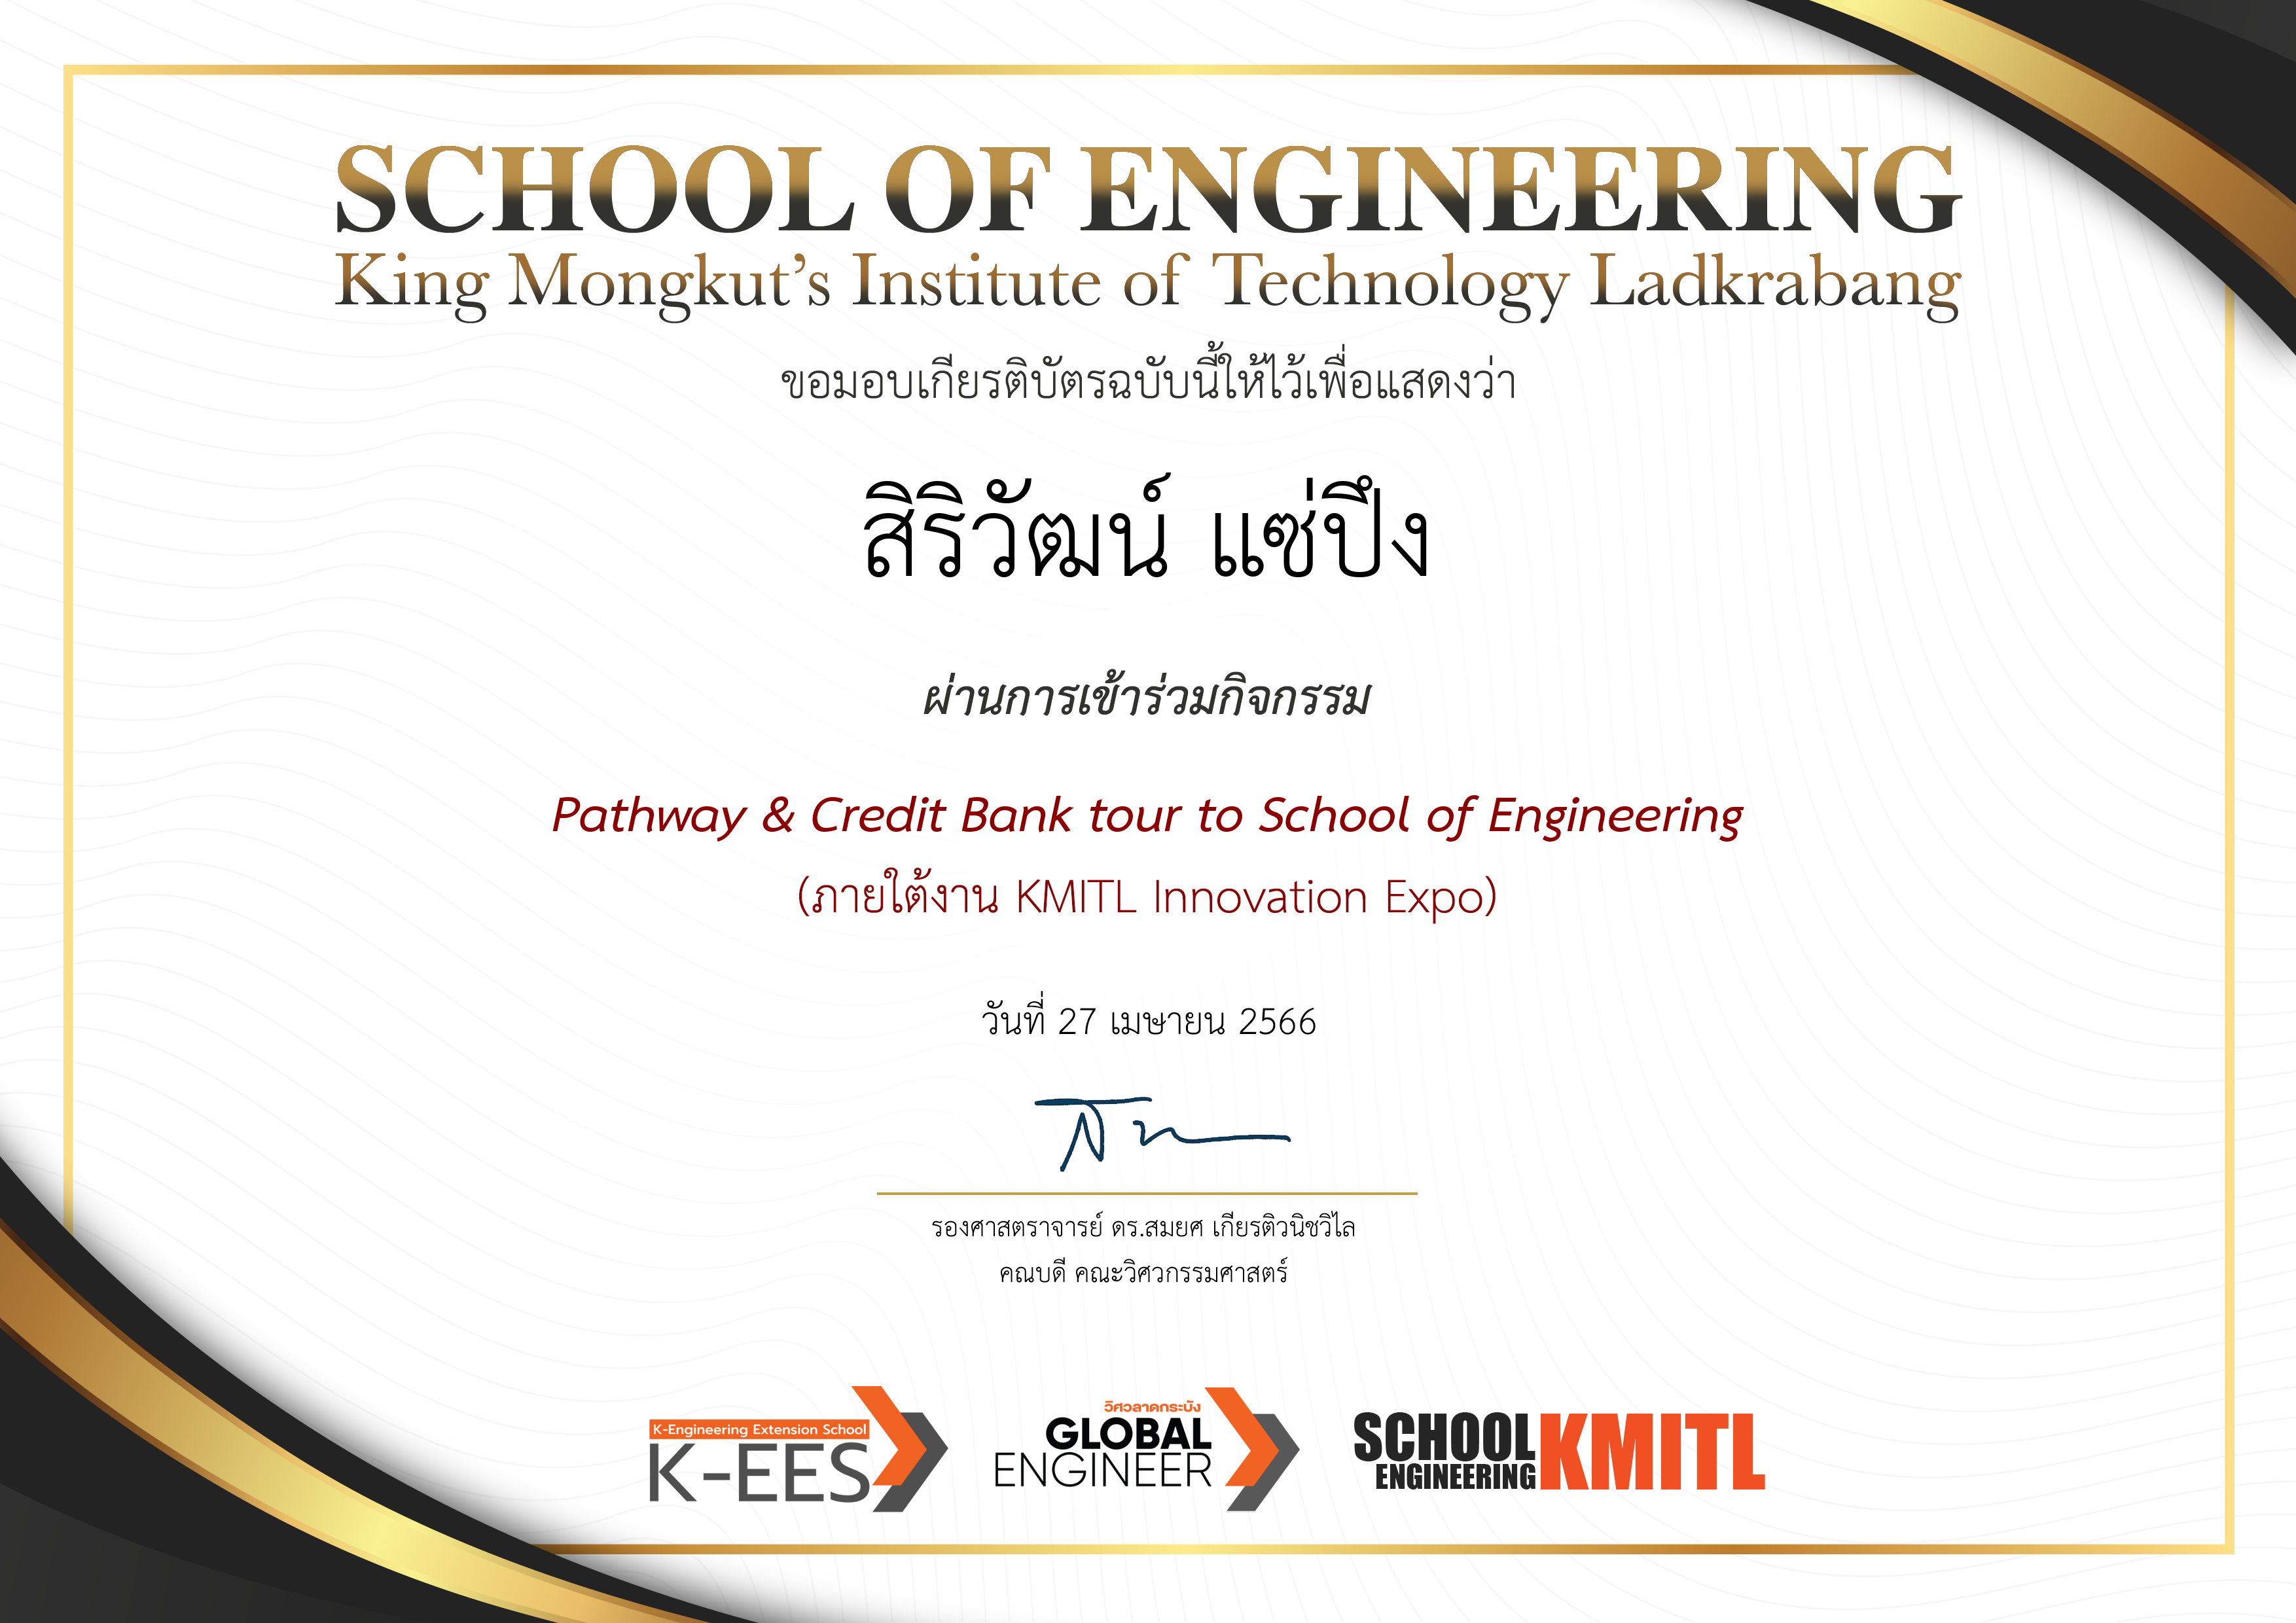 SCHOOL OF ENGINEERING
King Mongkut's Institute of Technology Ladkrabang
ขอมอบเกียรติบัตรฉบับนี้ให้ไว้เพื่อแสดงว่า
สิริวัฒน์ แซ่ปึง
ผ่านการเข้าร่วมกิจกรรม
Pathway & Credit Bank tour to School of Engineering
(ภายใต้งาน KMITL Innovation Expo)
วันที่ 27 เมษายน 2566
รองศาสตราจารย์ ดร.สมยศ เกียรติวนิชวิไล
คณบดี คณะวิศวกรรมศาสตร์
K-Engineering Extension School
K-EES
วิศวลาดกระบัง
GLOBAL
ENGINEER
SCHOOL
ENGINEERING
KMITL